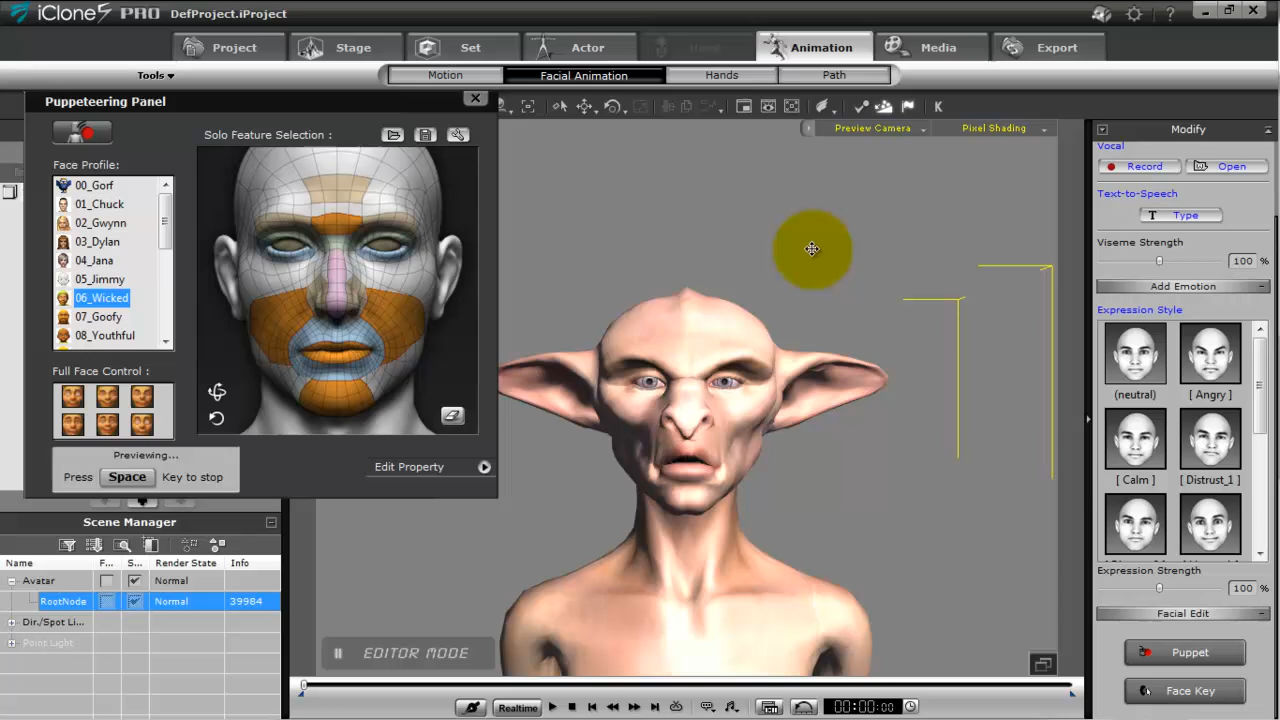 iClone5 PRO DefProject.iProject
Project Stage Set Actor Animation Media Export
Tools
Motion Facial Animation Hands Path
Puppeteering Panel
Solo Feature Selection :
Face Profile:
00_Gorf
01_Chuck
02_Gwynn
03_Dylan
04_Jana
05_Jimmy
06_Wicked
07_Goofy
08_Youthful
Full Face Control :
Previewing...
Press Space Key to stop
Edit Property
Preview Camera Pixel Shading
K
EDITOR MODE
Scene Manager
Name F... S... Render State Info
Avatar Normal
RootNode Normal 39984
Dir./Spot Li...
Point Light
Realtime 00:00:00
Modify
Vocal
Record Open
Text-to-Speech
T Type
Viseme Strength
100 %
Add Emotion
Expression Style
(neutral) [ Angry ]
[ Calm ] [ Distrust_1 ]
Expression Strength
100 %
Facial Edit
Puppet
Face Key